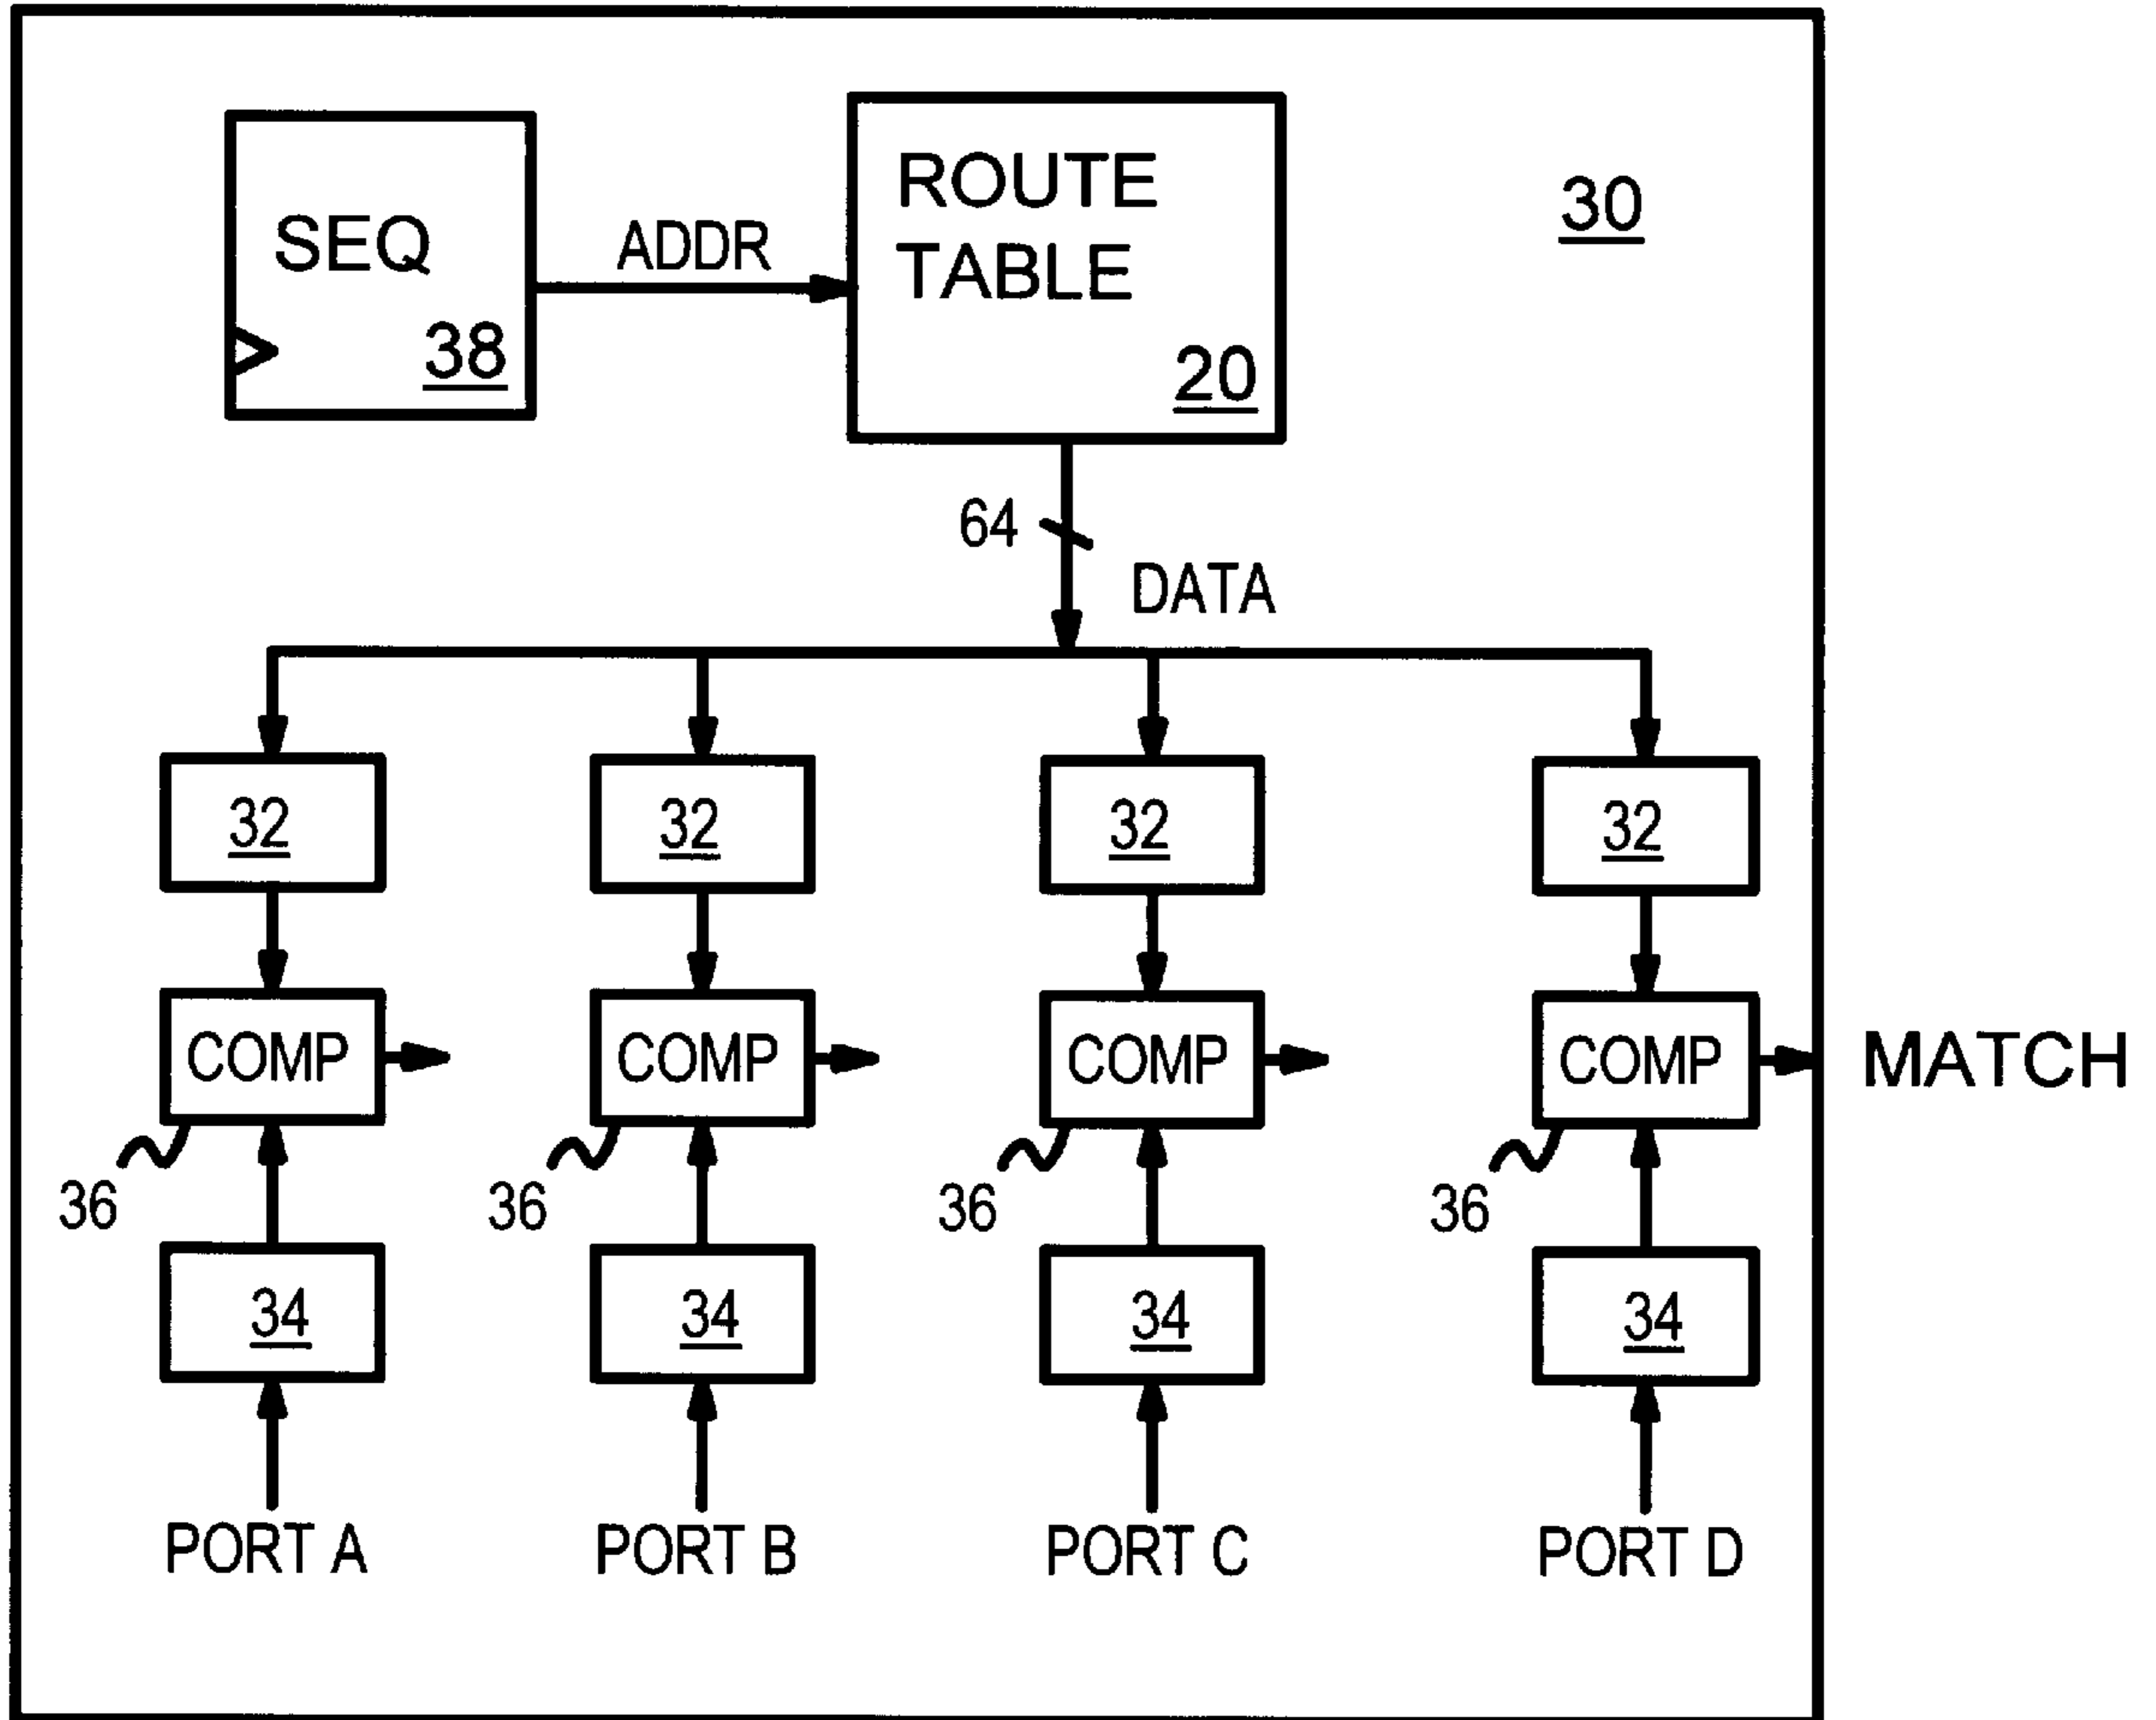 ROUTE
TABLE
20
30
SEQ
38
ADDR
64
DATA
32
32
32
32
COMP
COMP
COMP
COMP
MATCH
36
36
36
36
34
34
34
34
PORT A
PORT B
PORT C
PORT D